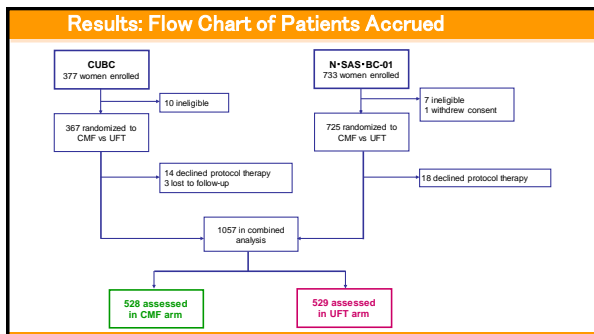 Results: Flow Chart of Patients Accrued
CUBC
377 women enrolled
N・SAS・BC-01
733 women enrolled
10 ineligible
7 ineligible
1 withdrew consent
367 randomized to
CMF vs UFT
725 randomized to
CMF vs UFT
14 declined protocol therapy
3 lost to follow-up
18 declined protocol therapy
1057 in combined
analysis
528 assessed
in CMF arm
529 assessed
in UFT arm